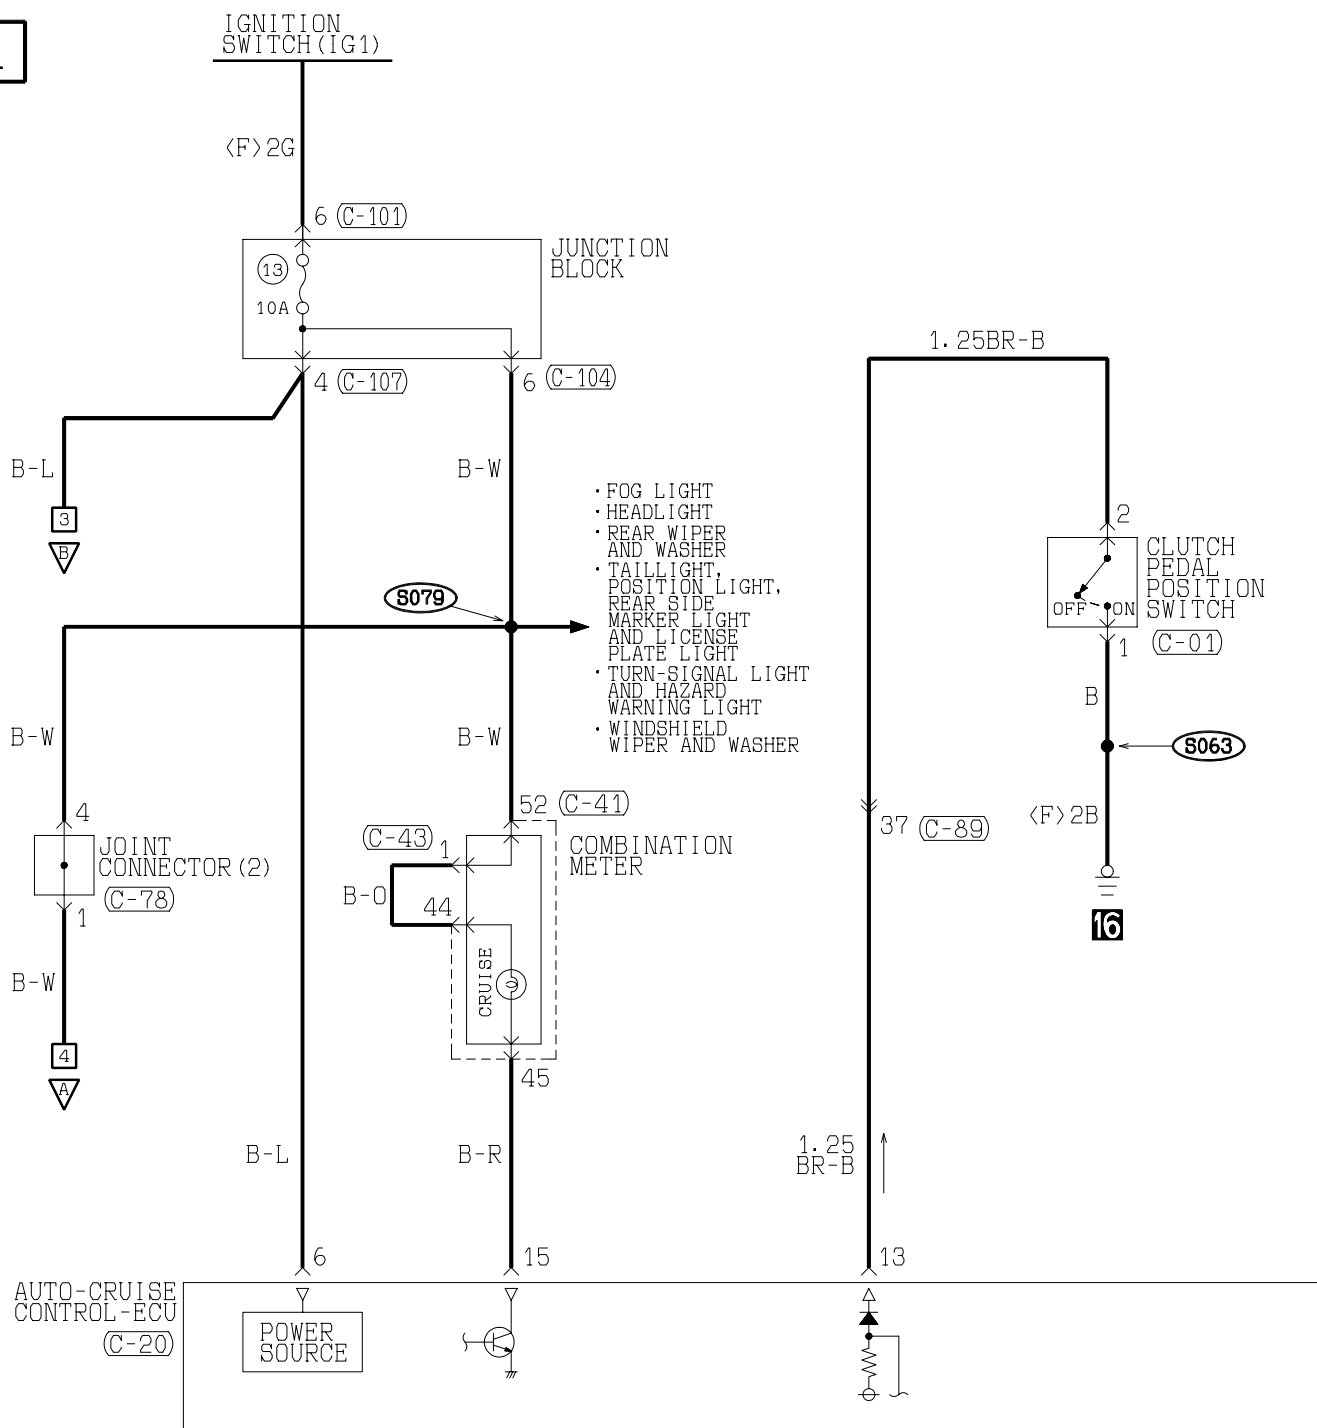 IGNITION
SWITCH(IG1)
<F>2G
6 (C-101)
JUNCTION
BLOCK
13
10A
4 (C-107)
6 (C-104)
1.25BR-B
B-L
B-W
3
B
• FOG LIGHT
• HEADLIGHT
• REAR WIPER
AND WASHER
• TAILLIGHT,
POSITION LIGHT,
REAR SIDE
MARKER LIGHT
AND LICENSE
PLATE LIGHT
• TURN-SIGNAL LIGHT
AND HAZARD
WARNING LIGHT
• WINDSHIELD
WIPER AND WASHER
2
CLUTCH
PEDAL
POSITION
SWITCH
OFF ON
1 (C-01)
S079
B
S063
<F>2B
16
B-W
B-W
4
JOINT
CONNECTOR(2)
(C-78)
1
52 (C-41)
(C-43) 1
COMBINATION
METER
B-O
44
CRUISE
37 (C-89)
B-W
4
A
45
B-L
B-R
1.25
BR-B
6
15
13
AUTO-CRUISE
CONTROL-ECU
(C-20)
POWER
SOURCE